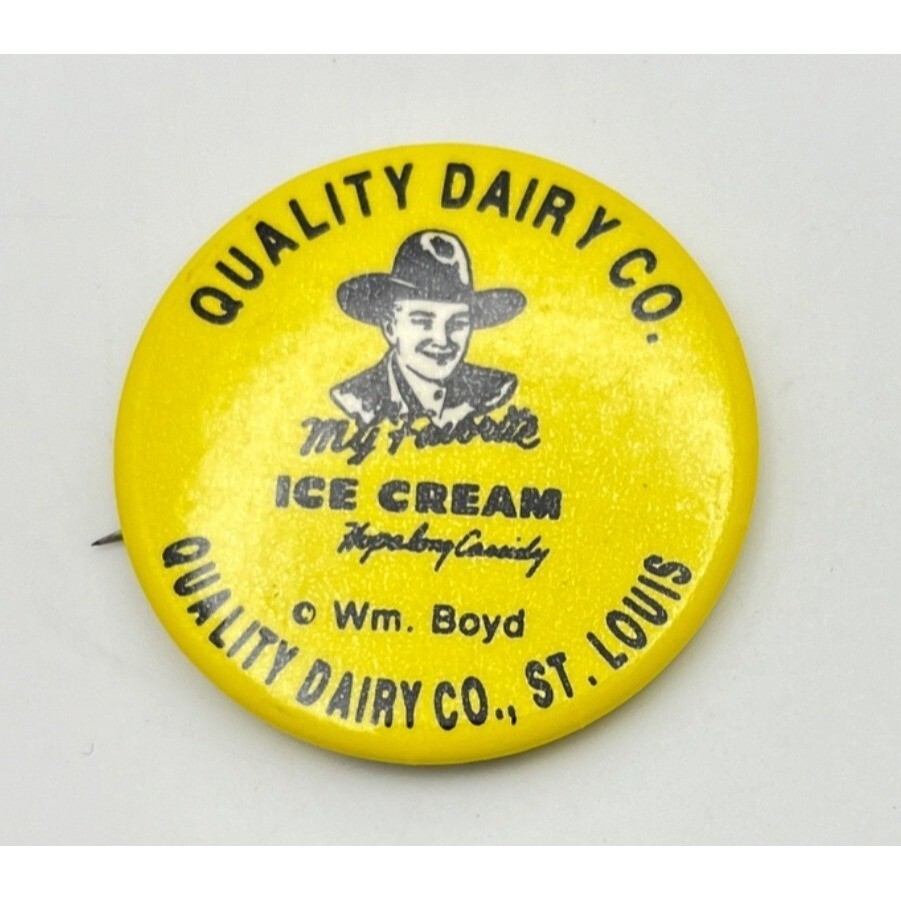 QUALITY DAIRY CO.
My Favorite
ICE CREAM
Hopalong Cassidy
© Wm. Boyd
QUALITY DAIRY CO., ST. LOUIS